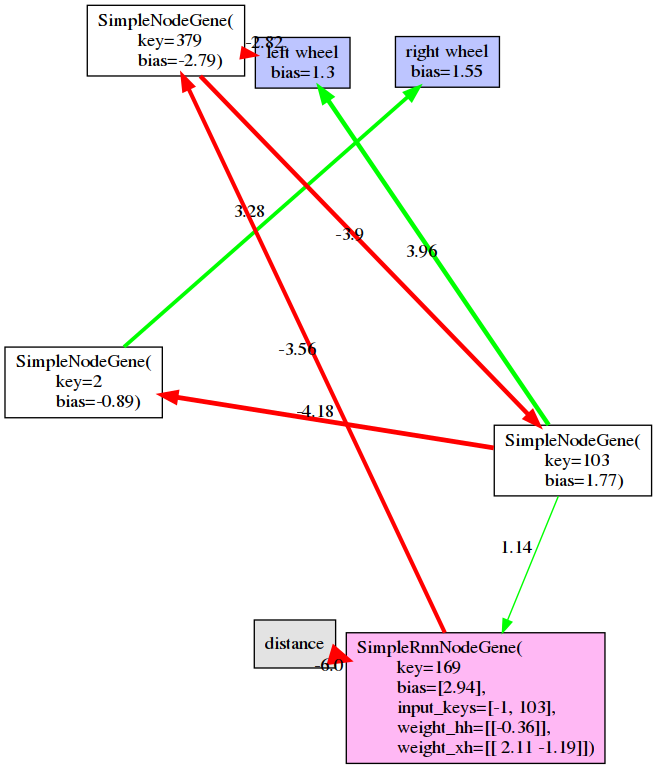 SimpleNodeGene(
key=379
bias=-2.79)
-2.82
left wheel
bias=1.3
right wheel
bias=1.55
3.28
-3.9
3.96
-3.56
SimpleNodeGene(
key=2
bias=-0.89)
-4.18
SimpleNodeGene(
key=103
bias=1.77)
1.14
distance
-6.0
SimpleRnnNodeGene(
key=169
bias=[2.94],
input_keys=[-1, 103],
weight_hh=[[-0.36]],
weight_xh=[[ 2.11 -1.19]])